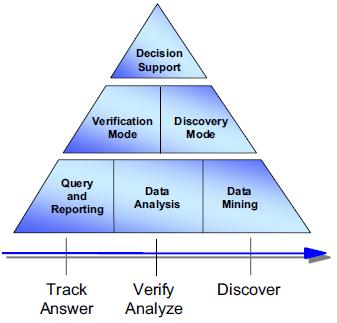 Decision
Support
Verification
Mode
Discovery
Mode
Query
and
Reporting
Data
Analysis
Data
Mining
Track
Answer
Verify
Analyze
Discover